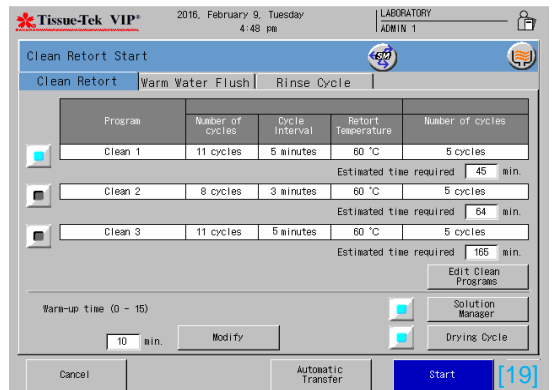 Tissue-Tek VIP®
2016, February 9, Tuesday
4:48 pm
LABORATORY
ADMIN 1
Clean Retort Start
Clean Retort
Warm Water Flush
Rinse Cycle
Program
Number of cycles
Cycle Interval
Retort Temperature
Number of cycles
Clean 1 11 cycles 5 minutes 60 °C 5 cycles
Estimated time required 45 min.
Clean 2 8 cycles 3 minutes 60 °C 5 cycles
Estimated time required 64 min.
Clean 3 11 cycles 5 minutes 60 °C 5 cycles
Estimated time required 165 min.
Edit Clean
Programs
Warm-up time (0 - 15)
Solution
Manager
10 min.
Modify
Drying Cycle
Cancel
Automatic
Transfer
Start
[19]